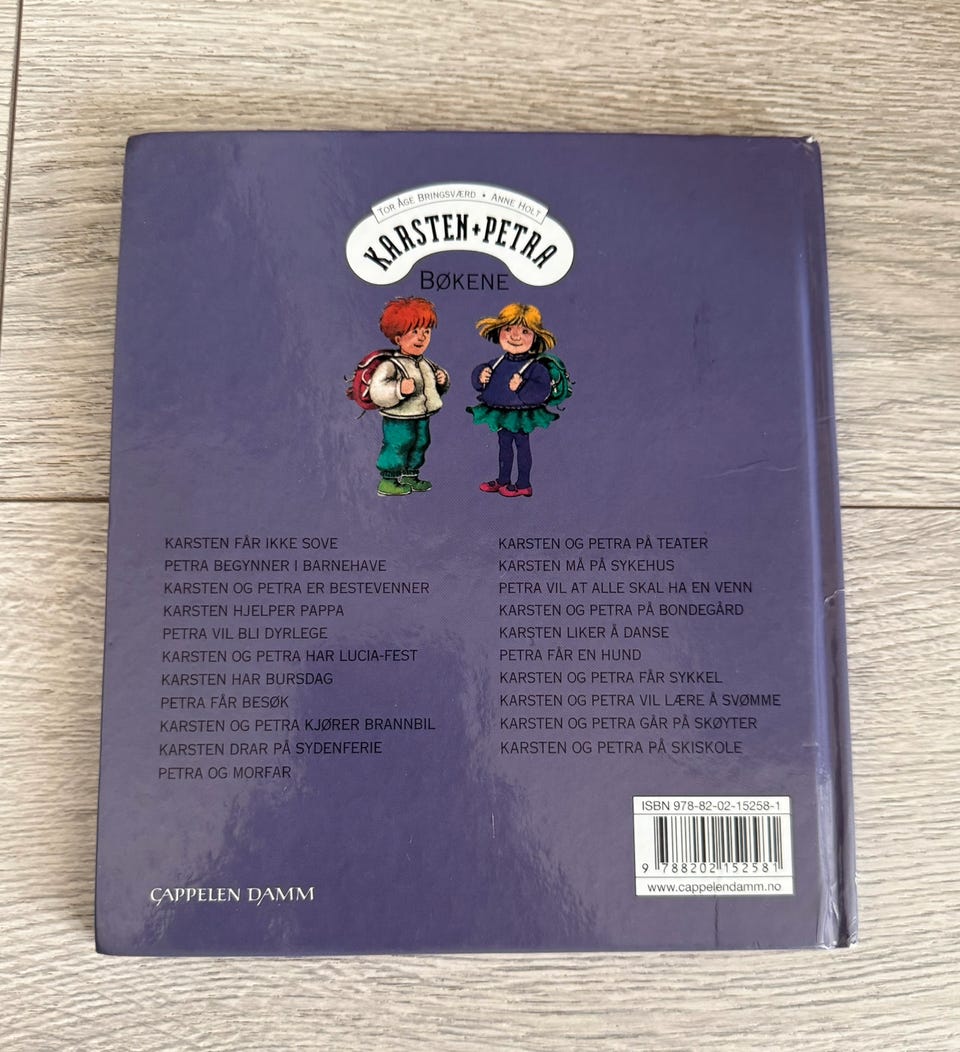 TOR ÅGE BRINGSVÆRD • ANNE HOLT
KARSTEN+PETRA
BØKENE
KARSTEN FÅR IKKE SOVE
PETRA BEGYNNER I BARNEHAVE
KARSTEN OG PETRA ER BESTEVENNER
KARSTEN HJELPER PAPPA
PETRA VIL BLI DYRLEGE
KARSTEN OG PETRA HAR LUCIA-FEST
KARSTEN HAR BURSDAG
PETRA FÅR BESØK
KARSTEN OG PETRA KJØRER BRANNBIL
KARSTEN DRAR PÅ SYDENFERIE
PETRA OG MORFAR
KARSTEN OG PETRA PÅ TEATER
KARSTEN MÅ PÅ SYKEHUS
PETRA VIL AT ALLE SKAL HA EN VENN
KARSTEN OG PETRA PÅ BONDEGÅRD
KARSTEN LIKER Å DANSE
PETRA FÅR EN HUND
KARSTEN OG PETRA FÅR SYKKEL
KARSTEN OG PETRA VIL LÆRE Å SVØMME
KARSTEN OG PETRA GÅR PÅ SKØYTER
KARSTEN OG PETRA PÅ SKISKOLE
ISBN 978-82-02-15258-1
9 788202 152581
www.cappelendamm.no
CAPPELEN DAMM